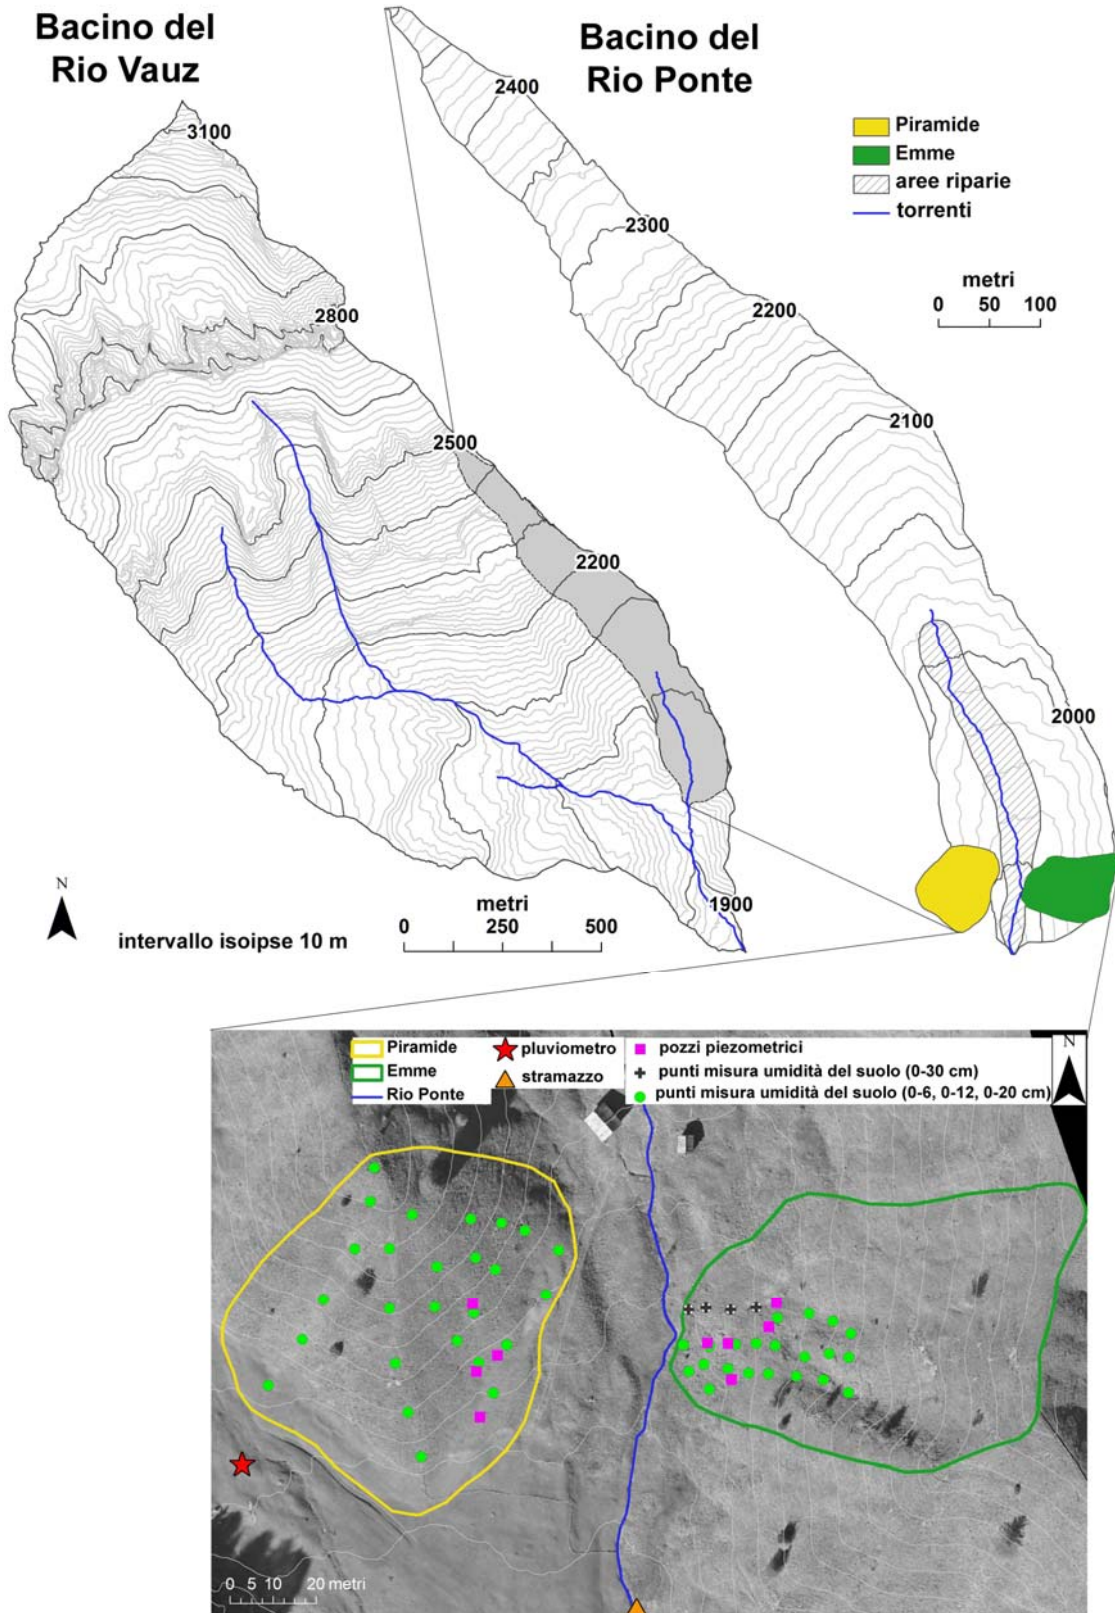 Bacino del
Rio Vauz
Bacino del
Rio Ponte
3100
2800
2500
2200
1900
2400
2300
2200
2100
2000
Piramide
Emme
aree riparie
torrenti
metri
0 50 100
N
intervallo isoipse 10 m
metri
0 250 500
Piramide
Emme
Rio Ponte
pluviometro
stramazzo
pozzi piezometrici
punti misura umidità del suolo (0-30 cm)
punti misura umidità del suolo (0-6, 0-12, 0-20 cm)
N
0 5 10 20 metri